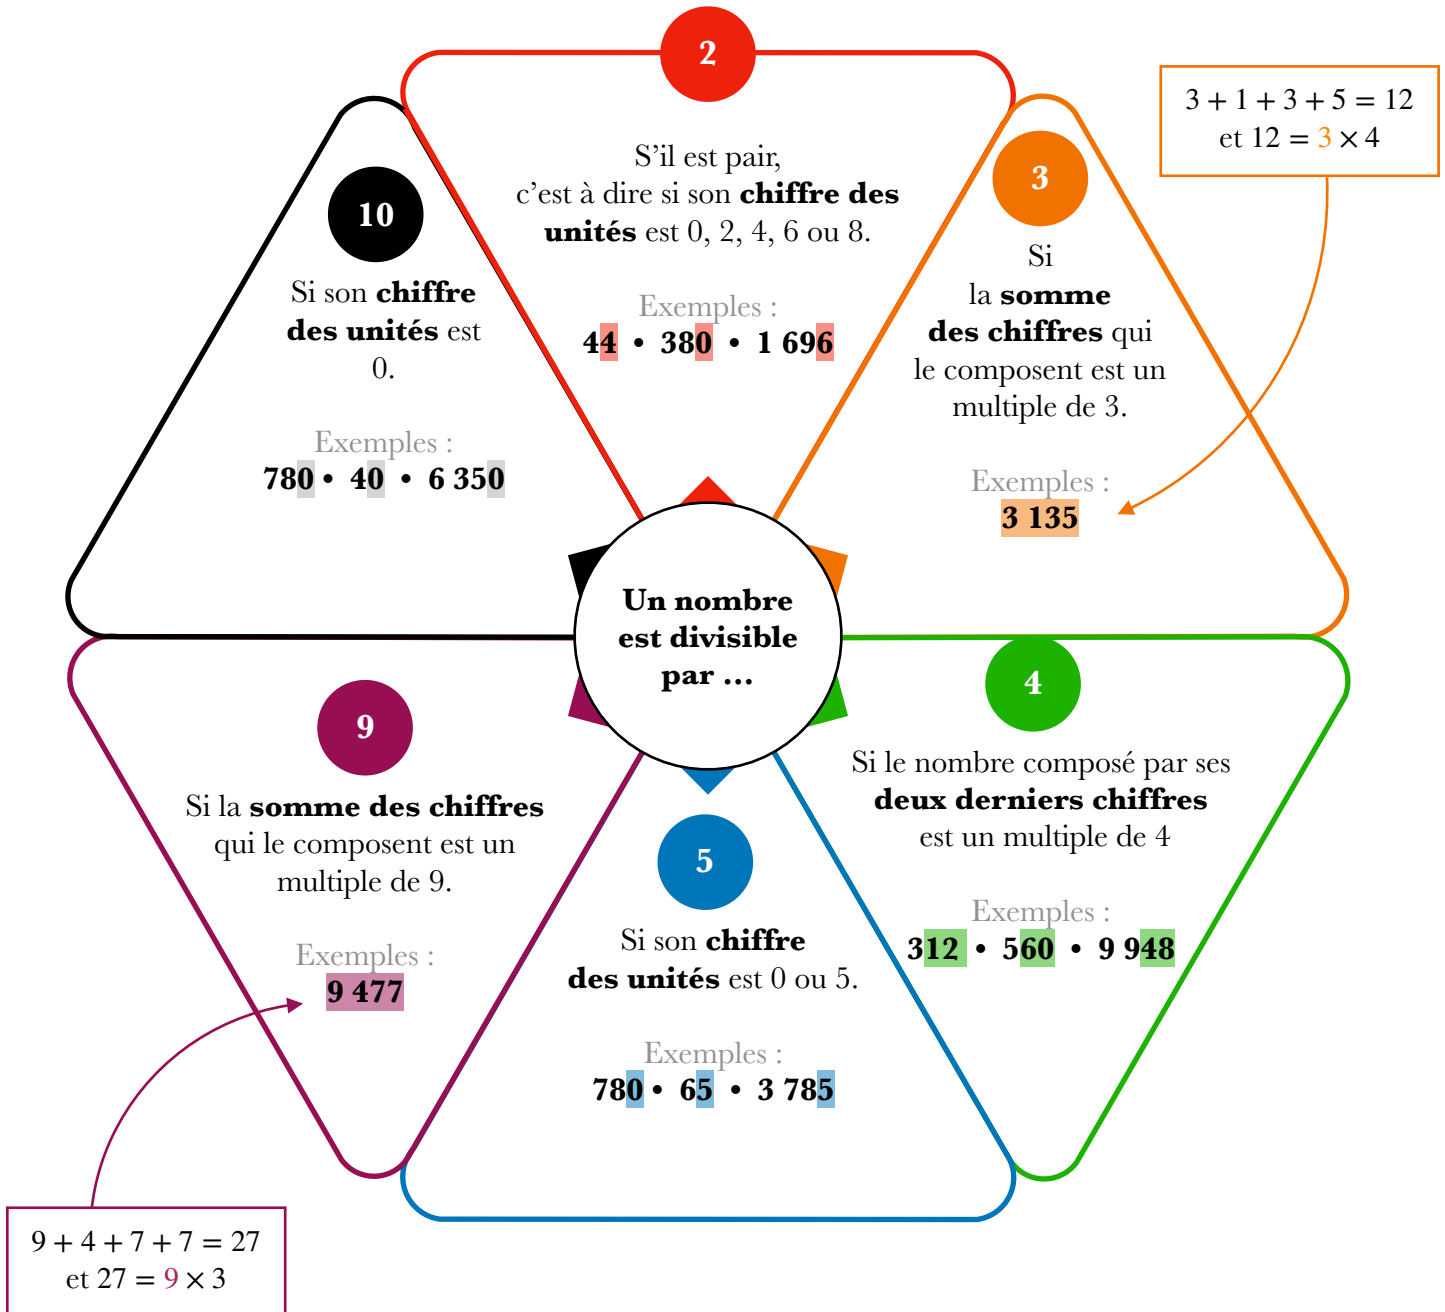 2
S’il est pair,
c’est à dire si son chiffre des
unités est 0, 2, 4, 6 ou 8.
Exemples :
44 • 380 • 1 696
3
Si
la somme
des chiffres qui
le composent est un
multiple de 3.
Exemples :
3 135
3 + 1 + 3 + 5 = 12
et 12 = 3 × 4
10
Si son chiffre
des unités est
0.
Exemples :
780 • 40 • 6 350
Un nombre
est divisible
par ...
4
Si le nombre composé par ses
deux derniers chiffres
est un multiple de 4
Exemples :
312 • 560 • 9 948
5
Si son chiffre
des unités est 0 ou 5.
Exemples :
780 • 65 • 3 785
9
Si la somme des chiffres
qui le composent est un
multiple de 9.
Exemples :
9 477
9 + 4 + 7 + 7 = 27
et 27 = 9 × 3